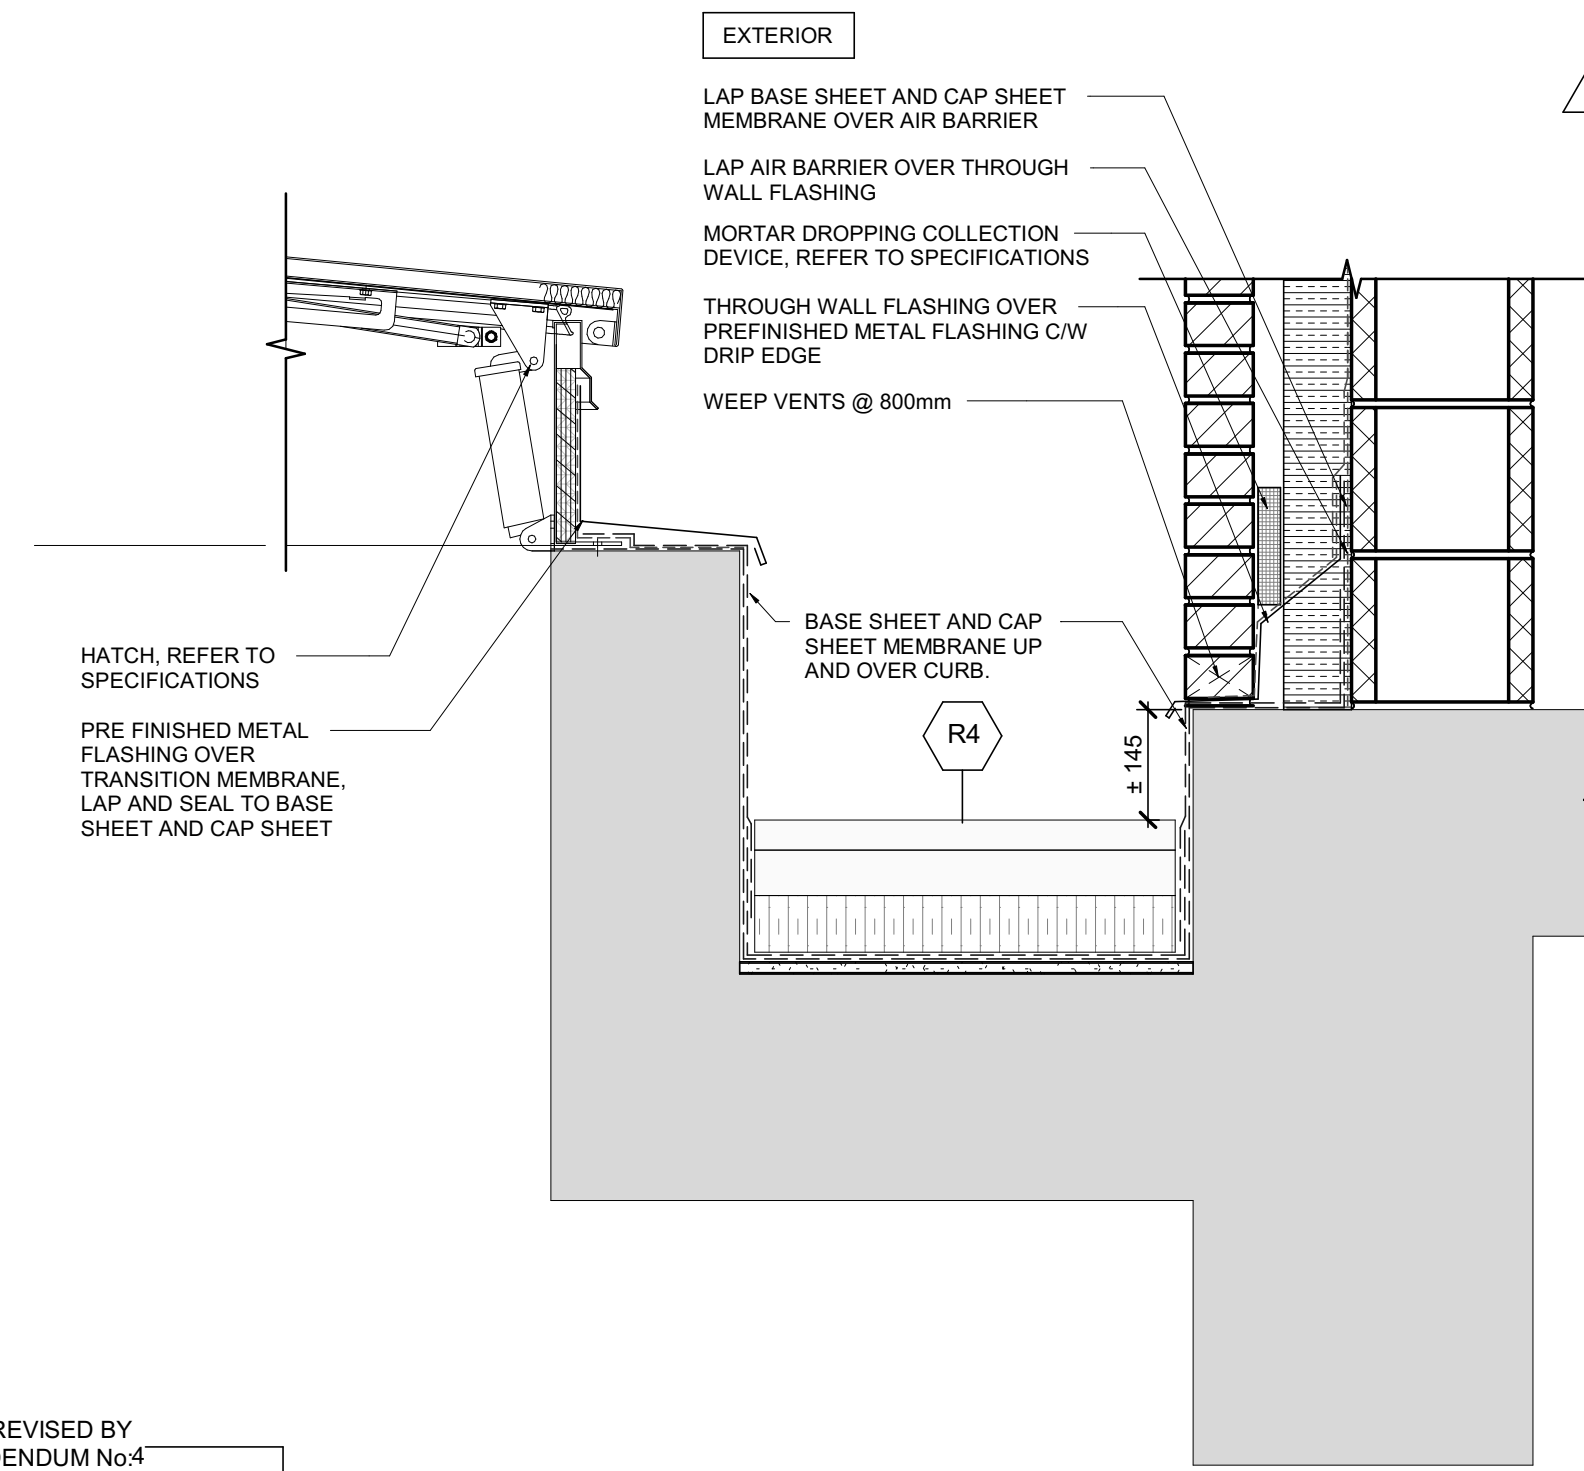 EXTERIOR
LAP BASE SHEET AND CAP SHEET
MEMBRANE OVER AIR BARRIER
LAP AIR BARRIER OVER THROUGH
WALL FLASHING
MORTAR DROPPING COLLECTION
DEVICE, REFER TO SPECIFICATIONS
THROUGH WALL FLASHING OVER
PREFINISHED METAL FLASHING C/W
DRIP EDGE
WEEP VENTS @ 800mm
BASE SHEET AND CAP
SHEET MEMBRANE UP
AND OVER CURB.
HATCH, REFER TO
SPECIFICATIONS
PRE FINISHED METAL
FLASHING OVER
TRANSITION MEMBRANE,
LAP AND SEAL TO BASE
SHEET AND CAP SHEET
R4
± 145
REVISED BY
DENDUM No:4